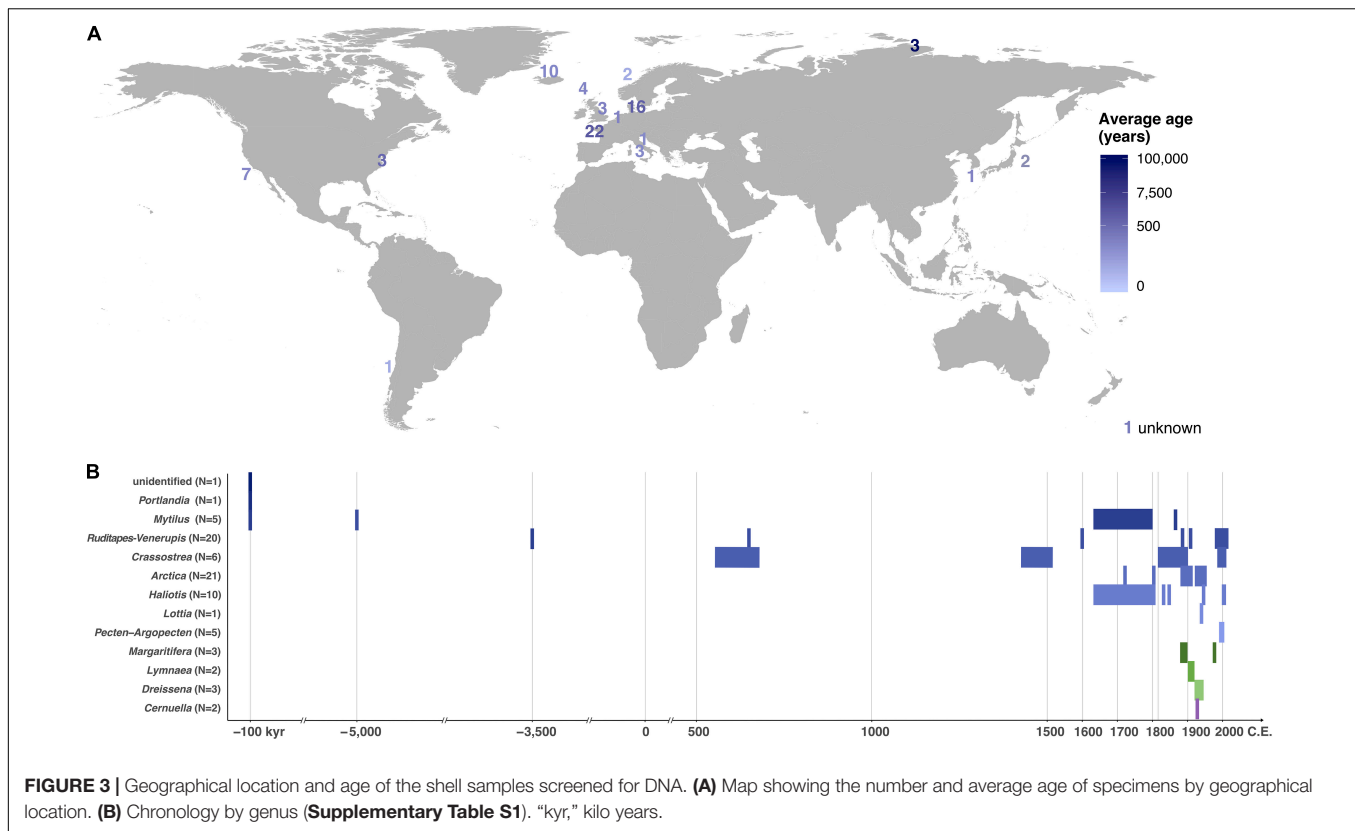 A
3
10
2
4
3
16
1
22
1
3
3
7
2
1
1
Average age
(years)
100,000
7,500
500
0
1 unknown
B
unidentified (N=1)
Portlandia (N=1)
Mytilus (N=5)
Ruditapes-Venerupis (N=20)
Crassostrea (N=6)
Arctica (N=21)
Haliotis (N=10)
Lottia (N=1)
Pecten–Argopecten (N=5)
Margaritifera (N=3)
Lymnaea (N=2)
Dreissena (N=3)
Cernuella (N=2)
−100 kyr −5,000 −3,500 0 500 1000 1500 1600 1700 1800 1900 2000 C.E.
FIGURE 3 | Geographical location and age of the shell samples screened for DNA. (A) Map showing the number and average age of specimens by geographical
location. (B) Chronology by genus (Supplementary Table S1). “kyr,” kilo years.